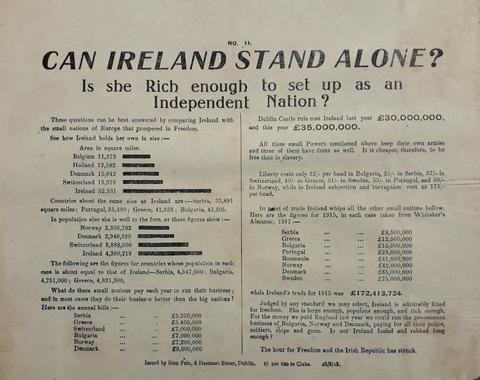 NO. 11.
CAN IRELAND STAND ALONE?
Is she Rich enough to set up as an
Independent Nation?
These questions can be best answered by comparing Ireland with
the small nations of Europe that prospered in Freedom.
See how Ireland holds her own in size:—
Area in square miles.
Belgium 11,373
Holland 12,582
Denmark 15,042
Switzerland 15,976
Ireland 32,531
Countries about the same size as Ireland are:—Serbia, 33,891
square miles; Portugal, 35,490; Greece, 41,933; Bulgaria, 43,305.
In population also she is well to the fore, as these figures show:—
Norway 2,396,782
Denmark 2,940,930
Switzerland 3,888,500
Ireland 4,390,219
The following are the figures for countries whose population in each
case is about equal to that of Ireland—Serbia, 4,547,000; Bulgaria,
4,751,000; Greece, 4,821,300.
What do these small nations pay each year to run their business;
and in most cases they do their business better than the big nations?
Here are the annual bills:—
Serbia ... ... £5,250,000
Greece ... ... £5,400,000
Switzerland ... ... £7,000,000
Bulgaria ... ... £7,000,000
Norway ... ... £7,200,000
Denmark ... ... £9,500,000
Dublin Castle rule cost Ireland last year £30,000,000,
and this year £35,000,000.
All these small Powers mentioned above keep their own armies
and three of them have fleets as well. It is cheaper, therefore, to be
free than in slavery.
Liberty costs only 32/- per head in Bulgaria, 35/- in Serbia, 37/- in
Switzerland, 40/- in Greece, 51/- in Sweden, 55/- in Portugal, and 60/-
in Norway, while in Ireland subjection and corruption cost us 175/-
per head.
In point of trade Ireland whips all the other small nations hollow.
Here are the figures for 1915, in each case taken from Whitaker's
Almanac, 1917:—
Serbia ... ... £9,500,000
Greece ... ... £12,500,000
Bulgaria ... ... £15,000,000
Portugal ... ... £23,000,000
Roumania ... ... £41,000,000
Norway ... ... £42,000,000
Denmark ... ... £65,000,000
Sweden ... ... £75,000,000
while Ireland's trade for 1915 was £172,413,724.
Judged by any standard we may select, Ireland is admirably fitted
for freedom. She is large enough, populous enough, and rich enough.
For the money we paid England last year we could run the government
business of Bulgaria, Norway and Denmark, paying for all their police,
soldiers, ships and guns. Is not Ireland fooled and robbed long
enough?
The hour for Freedom and the Irish Republic has struck.
Issued by Sinn Fein, 6 Harcourt Street, Dublin. 1/- per 100 to Clubs.